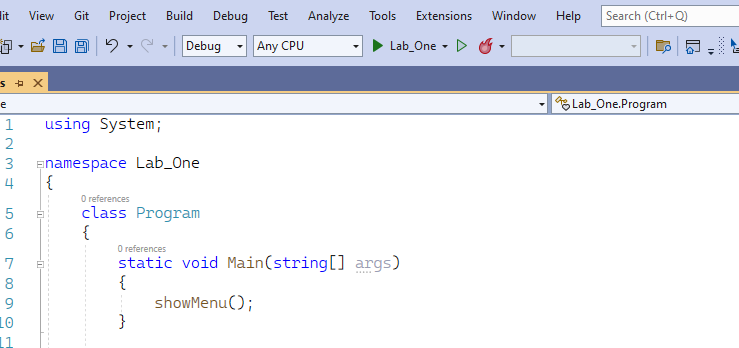 it Git Project Build Debug Test Analyze Tools Extensions Window Help Search (Ctrl+Q)
Debug Any CPU Lab_One
s
e Lab_One.Program
1 using System;
2
3 namespace Lab_One
4 {
0 references
5 class Program
6 {
0 references
7 static void Main(string[] args)
8 {
9 showMenu();
10 }
11